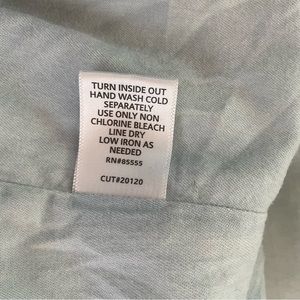 TURN INSIDE OUT
HAND WASH COLD
SEPARATELY
USE ONLY NON
CHLORINE BLEACH
LINE DRY
LOW IRON AS
NEEDED
RN#85555
CUT#20120